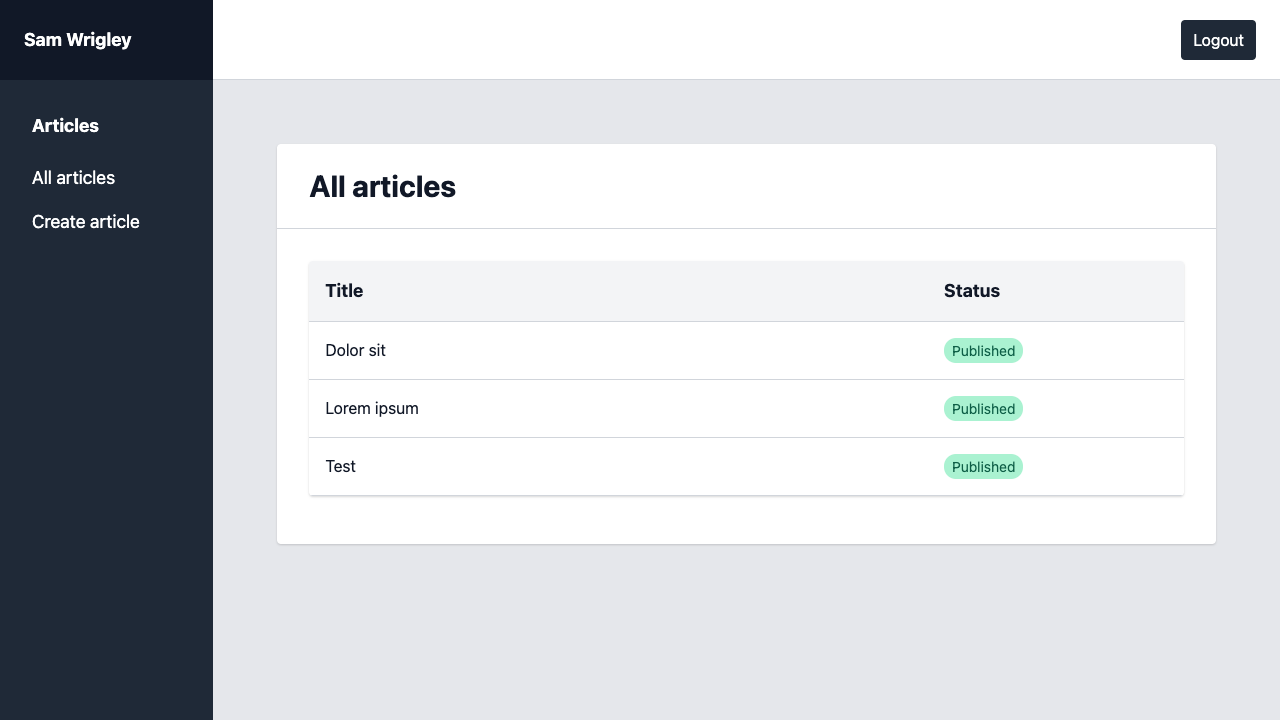 Sam Wrigley
Logout
Articles
All articles
Create article
All articles
Title Status
Dolor sit Published
Lorem ipsum Published
Test Published